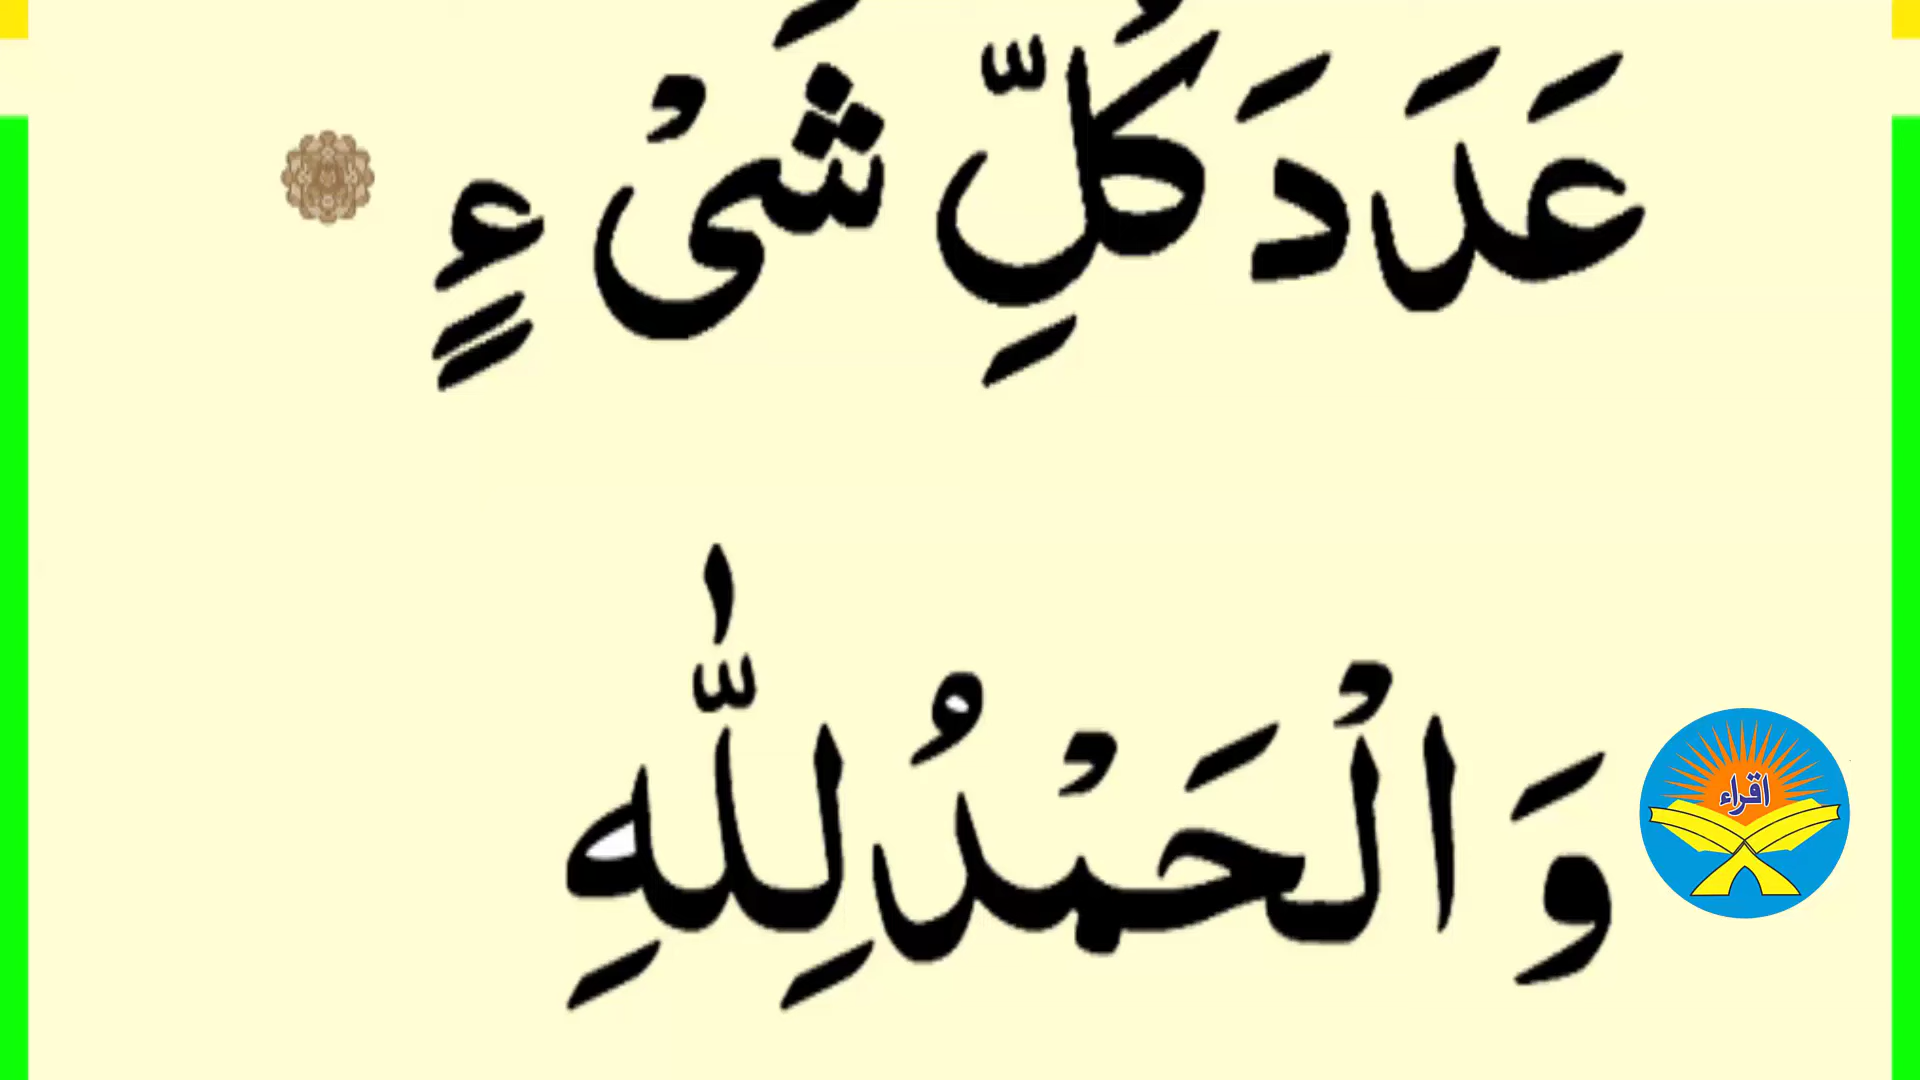 عَدَدَ كُلِّ شَیْءٍ
وَ الْحَمْدُ لِلّٰهِ
اقراء